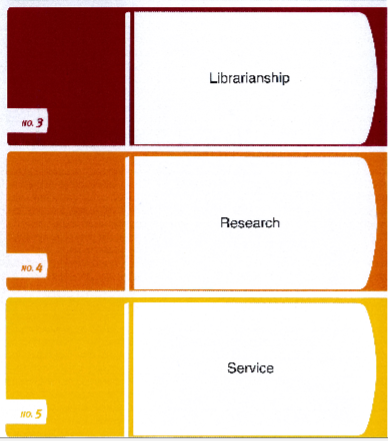 Librarianship
NO. 3
Research
NO. 4
Service
NO. 5